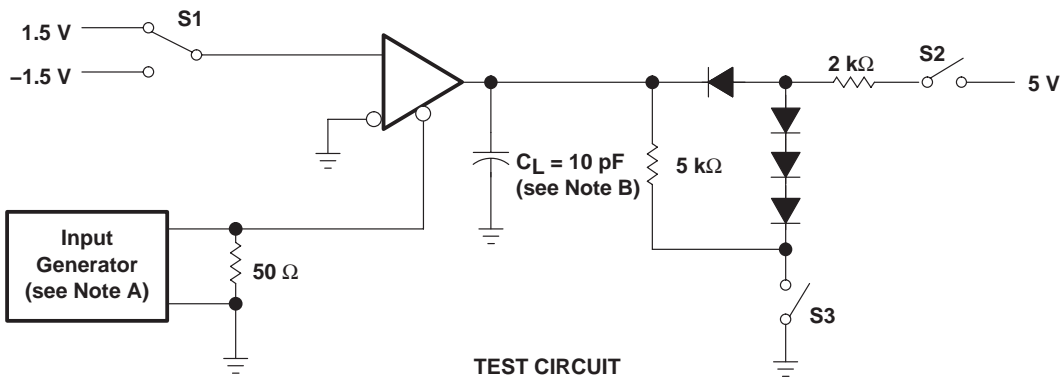 S1
1.5 V
–1.5 V
S2
2 kΩ
5 V
CL = 10 pF
(see Note B)
5 kΩ
Input
Generator
(see Note A)
50 Ω
S3
TEST CIRCUIT